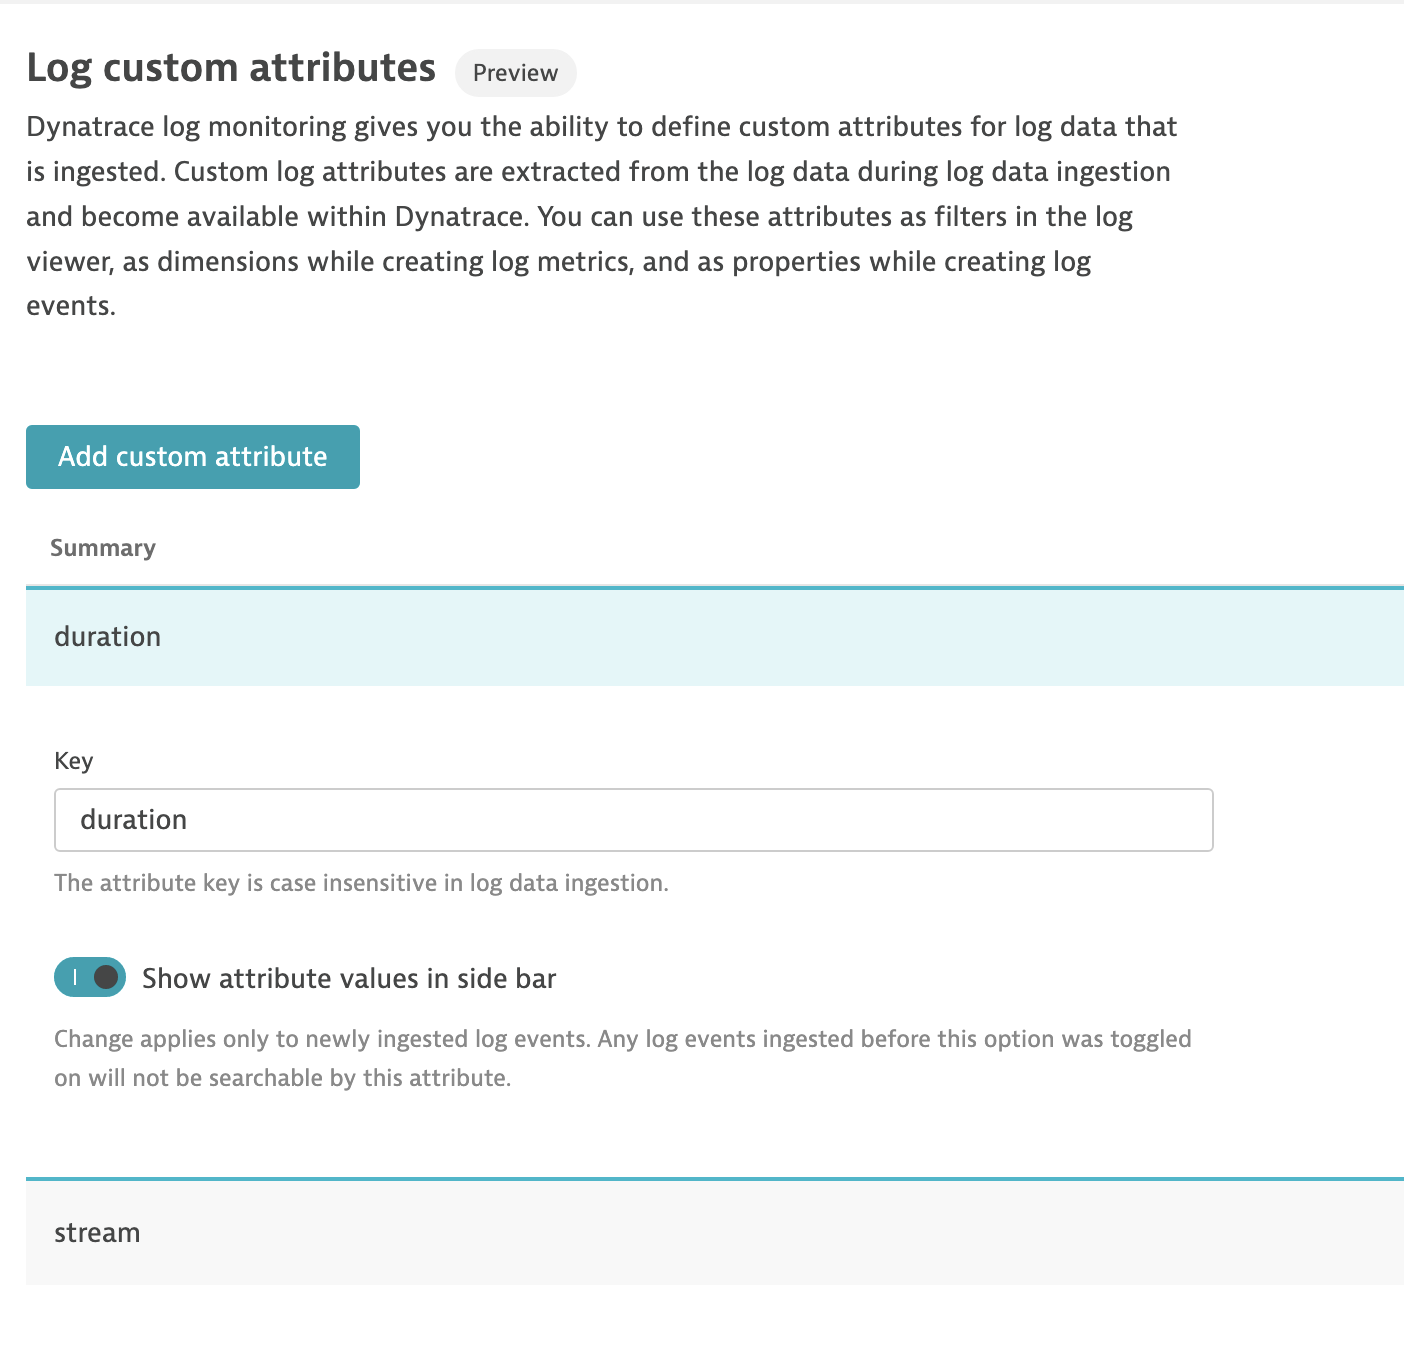 Log custom attributes Preview
Dynatrace log monitoring gives you the ability to define custom attributes for log data that
is ingested. Custom log attributes are extracted from the log data during log data ingestion
and become available within Dynatrace. You can use these attributes as filters in the log
viewer, as dimensions while creating log metrics, and as properties while creating log
events.
Add custom attribute
Summary
duration
Key
duration
The attribute key is case insensitive in log data ingestion.
Show attribute values in side bar
Change applies only to newly ingested log events. Any log events ingested before this option was toggled
on will not be searchable by this attribute.
stream